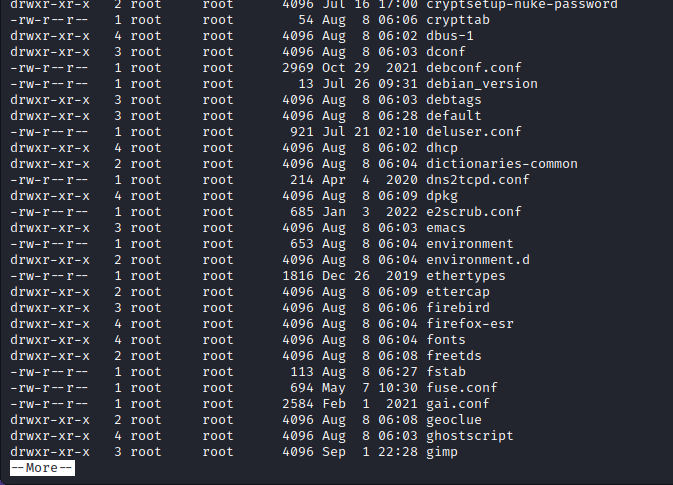 drwxr-xr-x   2 root     root      4096 Jul 16 17:00 cryptsetup-nuke-password
-rw-r--r--   1 root     root        54 Aug  8 06:06 crypttab
drwxr-xr-x   4 root     root      4096 Aug  8 06:02 dbus-1
drwxr-xr-x   3 root     root      4096 Aug  8 06:03 dconf
-rw-r--r--   1 root     root      2969 Oct 29  2021 debconf.conf
-rw-r--r--   1 root     root        13 Jul 26 09:31 debian_version
drwxr-xr-x   3 root     root      4096 Aug  8 06:03 debtags
drwxr-xr-x   3 root     root      4096 Aug  8 06:28 default
-rw-r--r--   1 root     root       921 Jul 21 02:10 deluser.conf
drwxr-xr-x   4 root     root      4096 Aug  8 06:02 dhcp
drwxr-xr-x   2 root     root      4096 Aug  8 06:04 dictionaries-common
-rw-r--r--   1 root     root       214 Apr  4  2020 dns2tcpd.conf
drwxr-xr-x   4 root     root      4096 Aug  8 06:09 dpkg
-rw-r--r--   1 root     root       685 Jan  3  2022 e2scrub.conf
drwxr-xr-x   3 root     root      4096 Aug  8 06:03 emacs
-rw-r--r--   1 root     root       653 Aug  8 06:04 environment
drwxr-xr-x   2 root     root      4096 Aug  8 06:04 environment.d
-rw-r--r--   1 root     root      1816 Dec 26  2019 ethertypes
drwxr-xr-x   2 root     root      4096 Aug  8 06:09 ettercap
drwxr-xr-x   3 root     root      4096 Aug  8 06:06 firebird
drwxr-xr-x   4 root     root      4096 Aug  8 06:04 firefox-esr
drwxr-xr-x   4 root     root      4096 Aug  8 06:04 fonts
drwxr-xr-x   2 root     root      4096 Aug  8 06:08 freetds
-rw-r--r--   1 root     root       113 Aug  8 06:27 fstab
-rw-r--r--   1 root     root       694 May  7 10:30 fuse.conf
-rw-r--r--   1 root     root      2584 Feb  1  2021 gai.conf
drwxr-xr-x   2 root     root      4096 Aug  8 06:08 geoclue
drwxr-xr-x   4 root     root      4096 Aug  8 06:03 ghostscript
drwxr-xr-x   3 root     root      4096 Sep  1 22:28 gimp
--More--